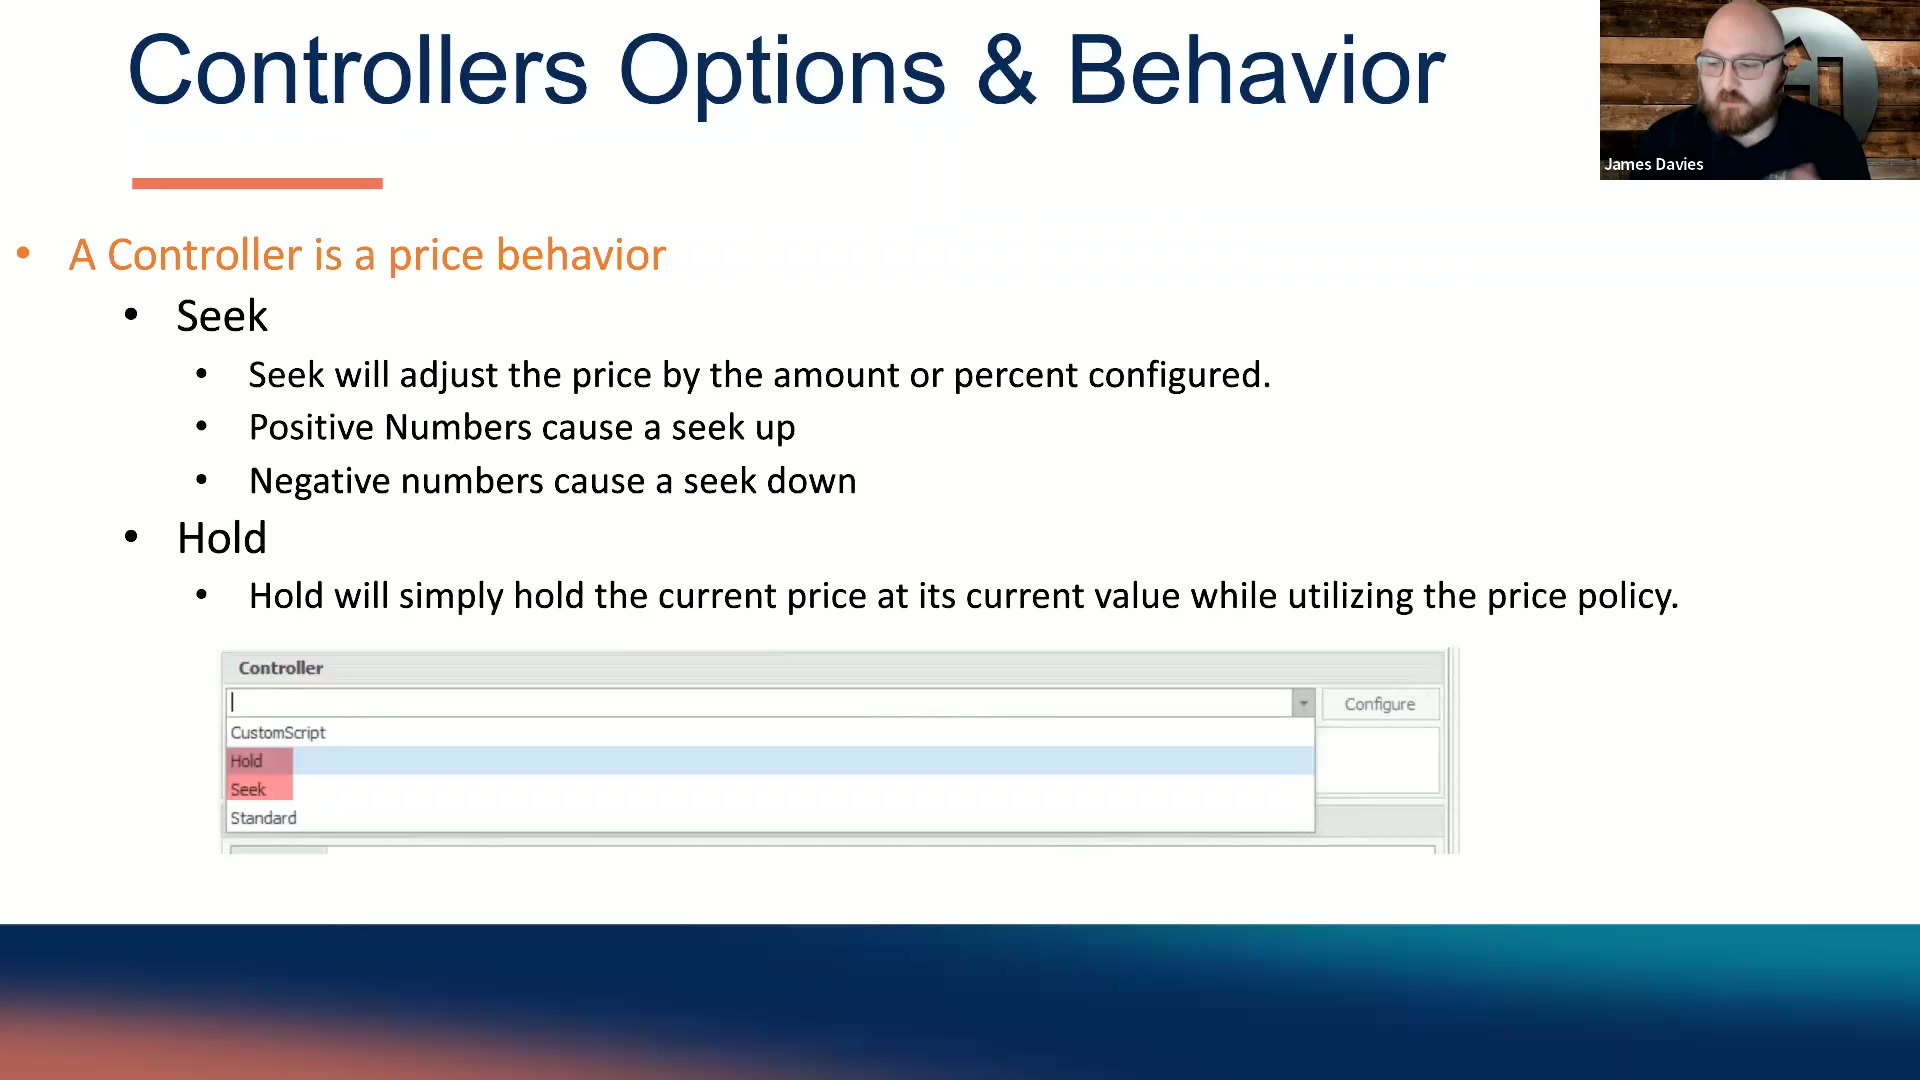 Controllers Options & Behavior
James Davies
• A Controller is a price behavior
• Seek
• Seek will adjust the price by the amount or percent configured.
• Positive Numbers cause a seek up
• Negative numbers cause a seek down
• Hold
• Hold will simply hold the current price at its current value while utilizing the price policy.
Controller
Configure
CustomScript
Hold
Seek
Standard